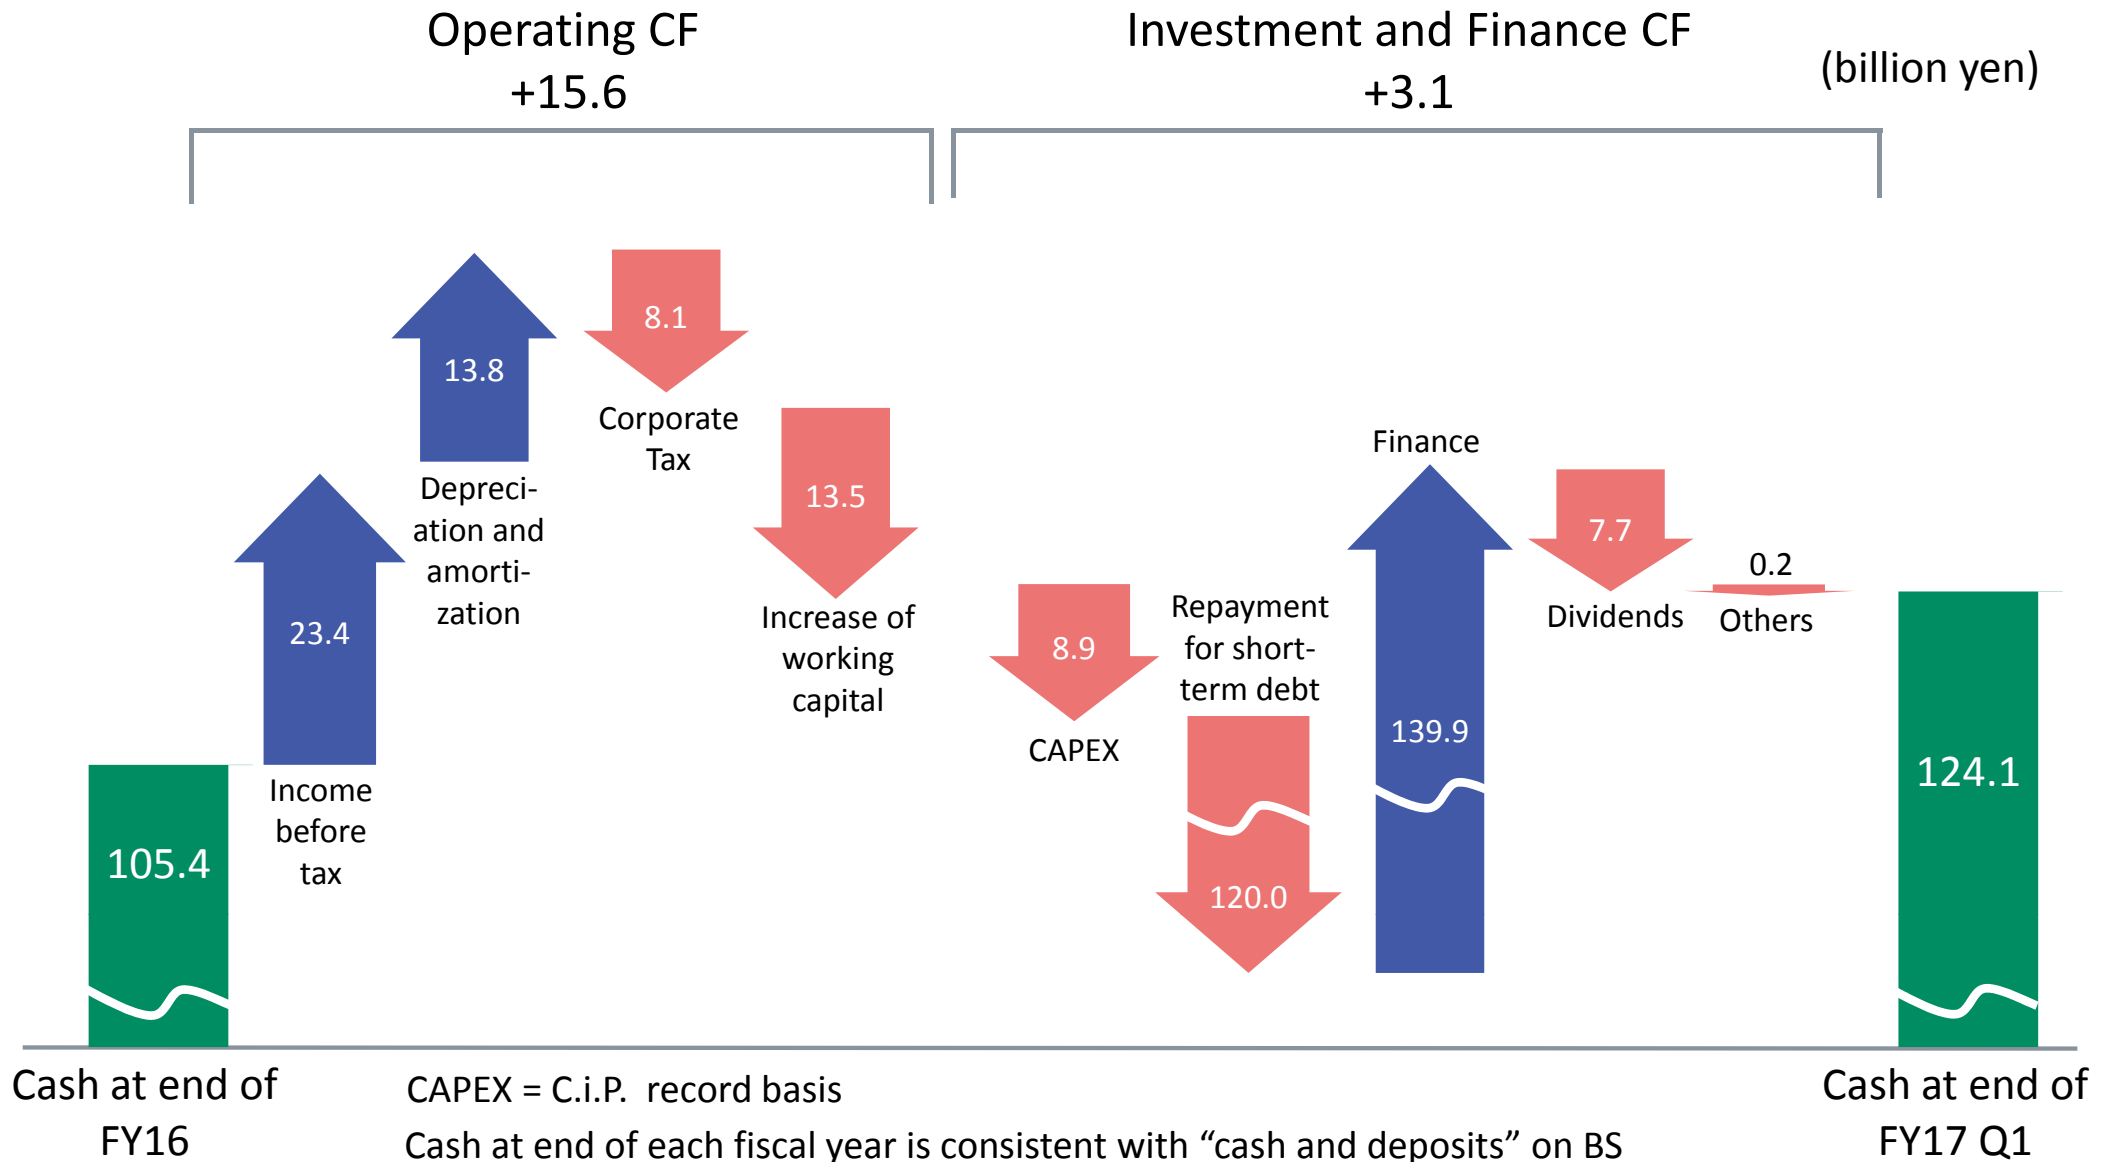 Operating CF
+15.6
Investment and Finance CF
+3.1
(billion yen)
105.4
23.4
Income
before
tax
13.8
Depreci-
ation and
amorti-
zation
8.1
Corporate
Tax
13.5
Increase of
working
capital
8.9
CAPEX
Repayment
for short-
term debt
120.0
Finance
139.9
7.7
Dividends
0.2
Others
124.1
Cash at end of
FY16
CAPEX = C.i.P. record basis
Cash at end of each fiscal year is consistent with “cash and deposits” on BS
Cash at end of
FY17 Q1